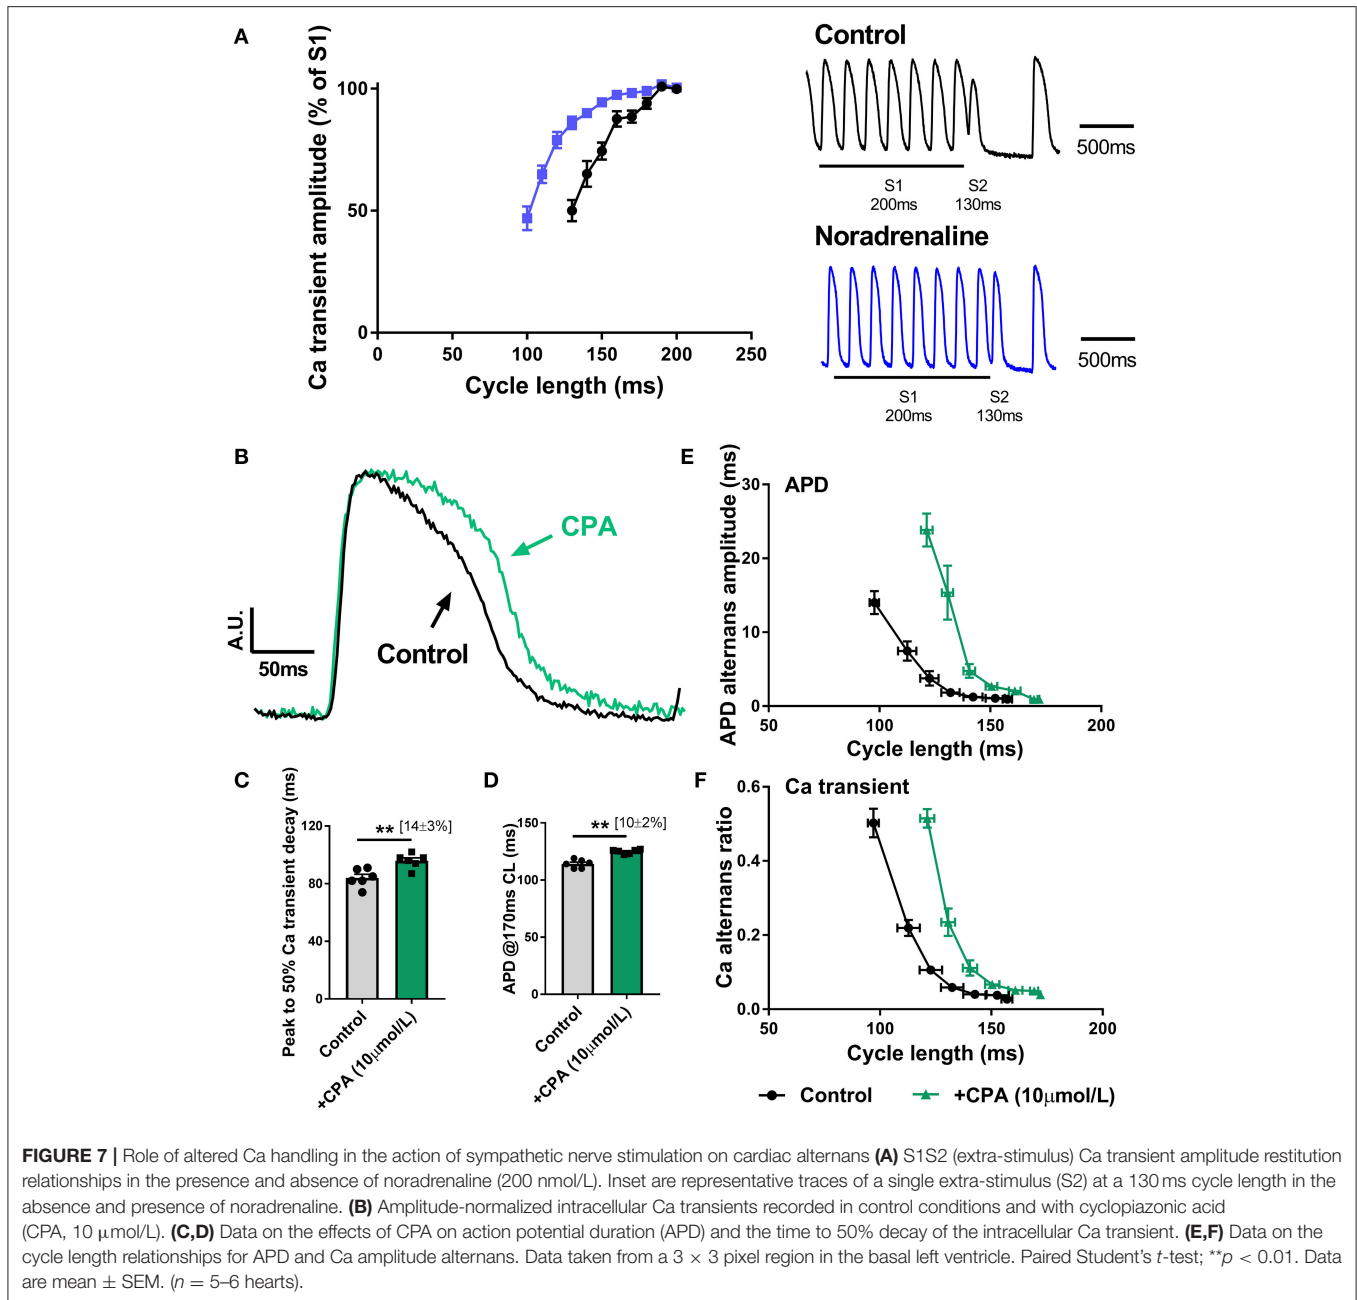 A
Ca transient amplitude (% of S1)
100
50
0
0 50 100 150 200 250
Cycle length (ms)
Control
500ms
S1 S2
200ms 130ms
Noradrenaline
500ms
S1 S2
200ms 130ms
B
CPA
Control
A.U.
50ms
C
Peak to 50% Ca transient decay (ms)
120
80
40
0
** [14±3%]
Control
+CPA (10μmol/L)
D
APD @170ms CL (ms)
150
100
50
0
** [10±2%]
Control
+CPA (10μmol/L)
E
APD
APD alternans amplitude (ms)
30
20
10
0
50 100 150 200
Cycle length (ms)
F
Ca transient
Ca alternans ratio
0.6
0.4
0.2
0.0
50 100 150 200
Cycle length (ms)
Control +CPA (10μmol/L)
FIGURE 7 | Role of altered Ca handling in the action of sympathetic nerve stimulation on cardiac alternans (A) S1S2 (extra-stimulus) Ca transient amplitude restitution
relationships in the presence and absence of noradrenaline (200 nmol/L). Inset are representative traces of a single extra-stimulus (S2) at a 130 ms cycle length in the
absence and presence of noradrenaline. (B) Amplitude-normalized intracellular Ca transients recorded in control conditions and with cyclopiazonic acid
(CPA, 10 μmol/L). (C,D) Data on the effects of CPA on action potential duration (APD) and the time to 50% decay of the intracellular Ca transient. (E,F) Data on the
cycle length relationships for APD and Ca amplitude alternans. Data taken from a 3 × 3 pixel region in the basal left ventricle. Paired Student's t-test; **p < 0.01. Data
are mean ± SEM. (n = 5–6 hearts).